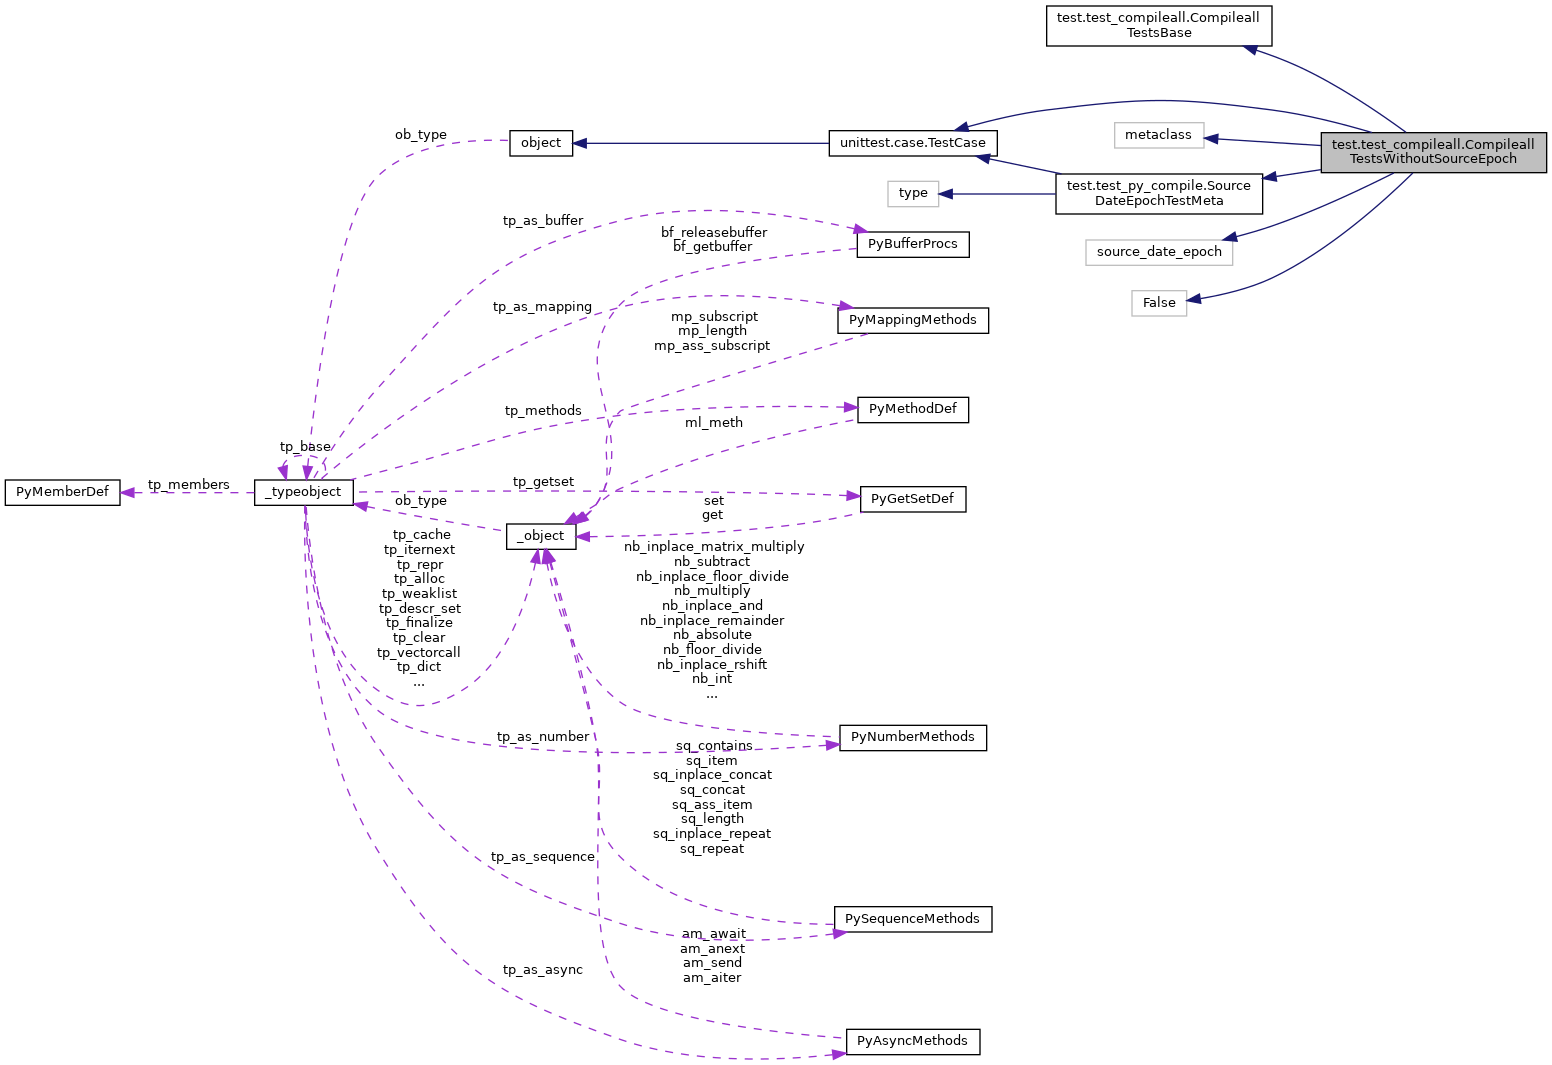 test.test_compileall.Compileall
TestsBase
metaclass
test.test_compileall.Compileall
TestsWithoutSourceEpoch
ob_type
object
unittest.case.TestCase
type
test.test_py_compile.Source
DateEpochTestMeta
source_date_epoch
False
tp_as_buffer
bf_releasebuffer
bf_getbuffer
PyBufferProcs
tp_as_mapping
mp_subscript
mp_length
mp_ass_subscript
PyMappingMethods
tp_methods
ml_meth
PyMethodDef
tp_base
PyMemberDef
tp_members
_typeobject
tp_getset
set
get
PyGetSetDef
ob_type
_object
tp_cache
tp_iternext
tp_repr
tp_alloc
tp_weaklist
tp_descr_set
tp_finalize
tp_clear
tp_vectorcall
tp_dict
...
nb_inplace_matrix_multiply
nb_subtract
nb_inplace_floor_divide
nb_multiply
nb_inplace_and
nb_inplace_remainder
nb_absolute
nb_floor_divide
nb_inplace_rshift
nb_int
...
tp_as_number
PyNumberMethods
sq_contains
sq_item
sq_inplace_concat
sq_concat
sq_ass_item
sq_length
sq_inplace_repeat
sq_repeat
tp_as_sequence
PySequenceMethods
am_await
am_anext
am_send
am_aiter
tp_as_async
PyAsyncMethods